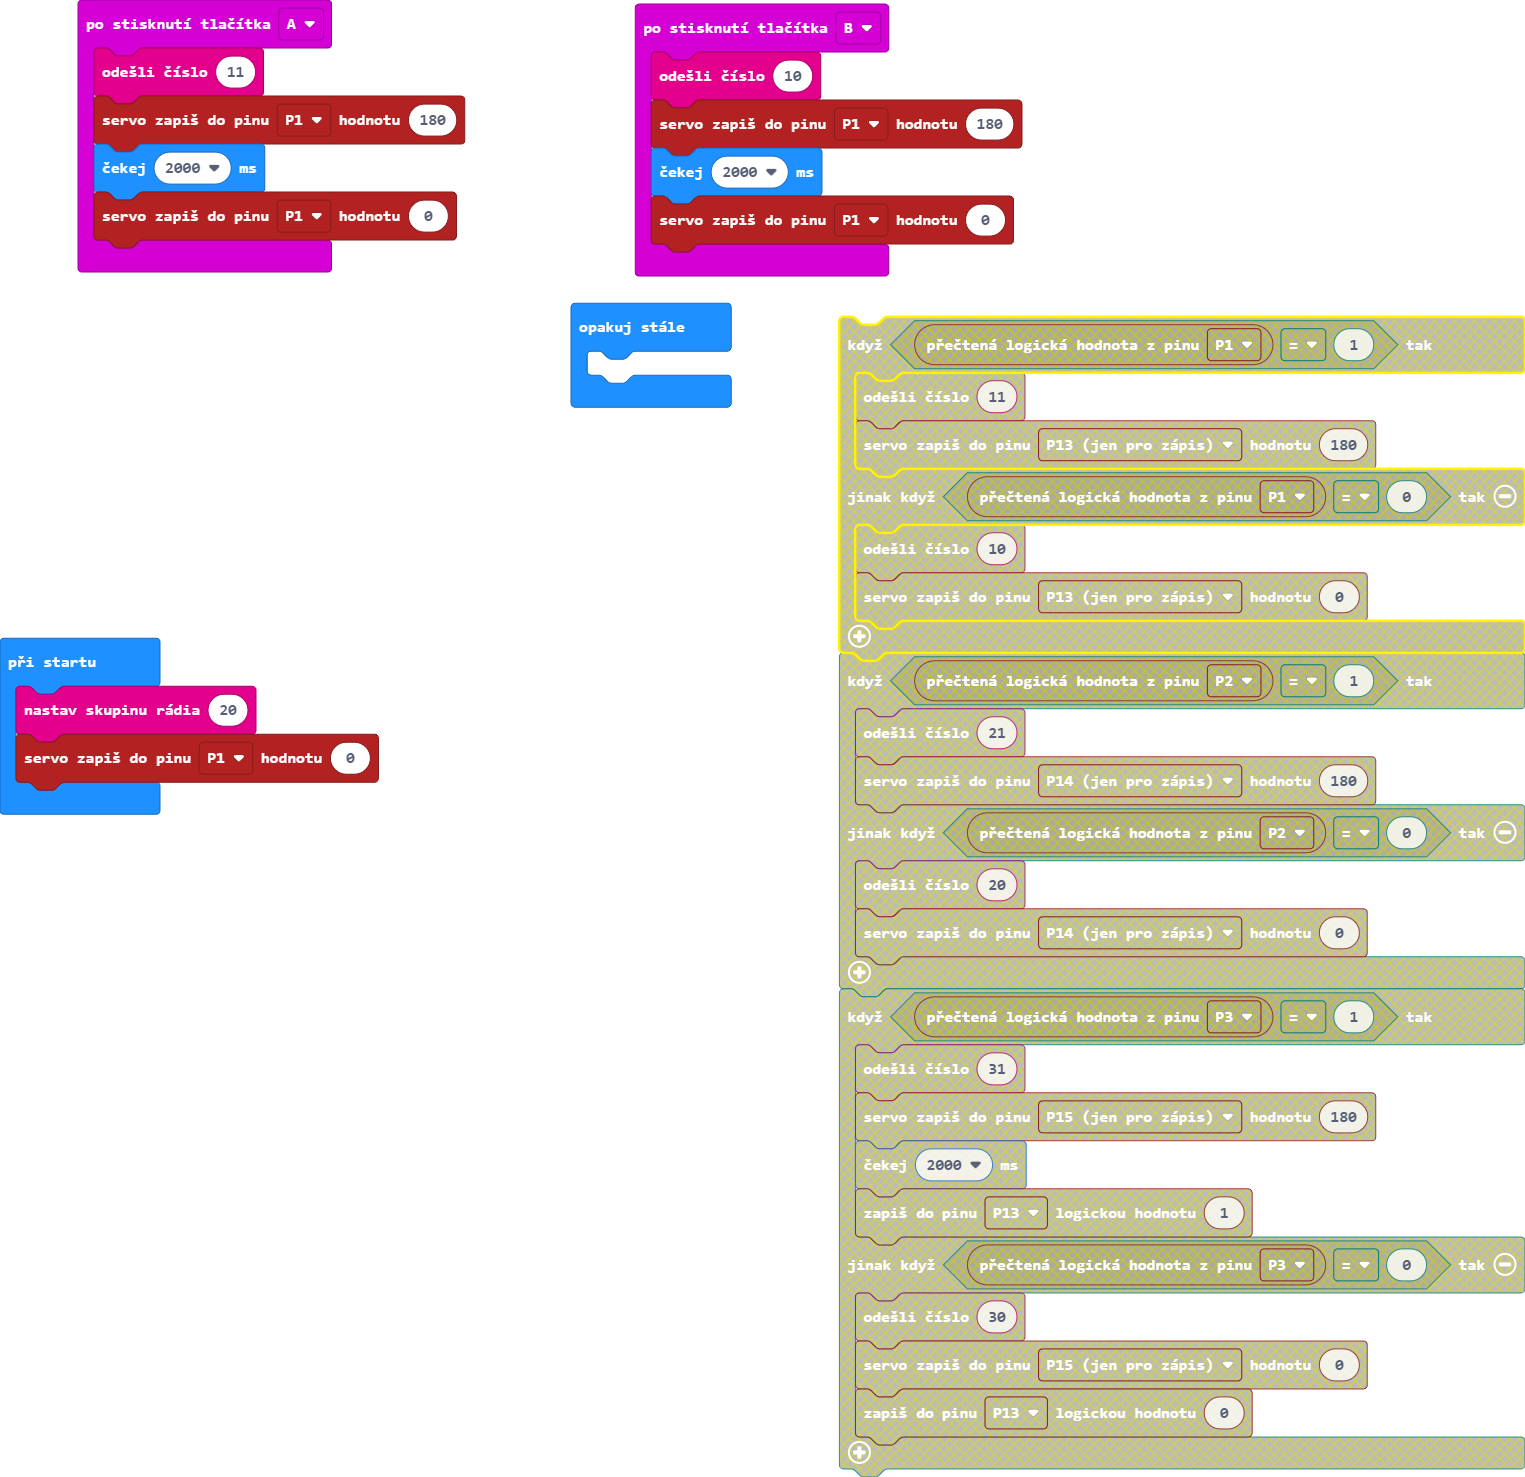 po stisknutí tlačítka A
odešli číslo 11
servo zapiš do pinu P1 hodnotu 180
čekej 2000 ms
servo zapiš do pinu P1 hodnotu 0
po stisknutí tlačítka B
odešli číslo 10
servo zapiš do pinu P1 hodnotu 180
čekej 2000 ms
servo zapiš do pinu P1 hodnotu 0
opakuj stále
když přečtená logická hodnota z pinu P1 = 1 tak
odešli číslo 11
servo zapiš do pinu P13 (jen pro zápis) hodnotu 180
jinak když přečtená logická hodnota z pinu P1 = 0 tak
odešli číslo 10
servo zapiš do pinu P13 (jen pro zápis) hodnotu 0
když přečtená logická hodnota z pinu P2 = 1 tak
odešli číslo 21
servo zapiš do pinu P14 (jen pro zápis) hodnotu 180
jinak když přečtená logická hodnota z pinu P2 = 0 tak
odešli číslo 20
servo zapiš do pinu P14 (jen pro zápis) hodnotu 0
když přečtená logická hodnota z pinu P3 = 1 tak
odešli číslo 31
servo zapiš do pinu P15 (jen pro zápis) hodnotu 180
čekej 2000 ms
zapiš do pinu P13 logickou hodnotu 1
jinak když přečtená logická hodnota z pinu P3 = 0 tak
odešli číslo 30
servo zapiš do pinu P15 (jen pro zápis) hodnotu 0
zapiš do pinu P13 logickou hodnotu 0
při startu
nastav skupinu rádia 20
servo zapiš do pinu P1 hodnotu 0